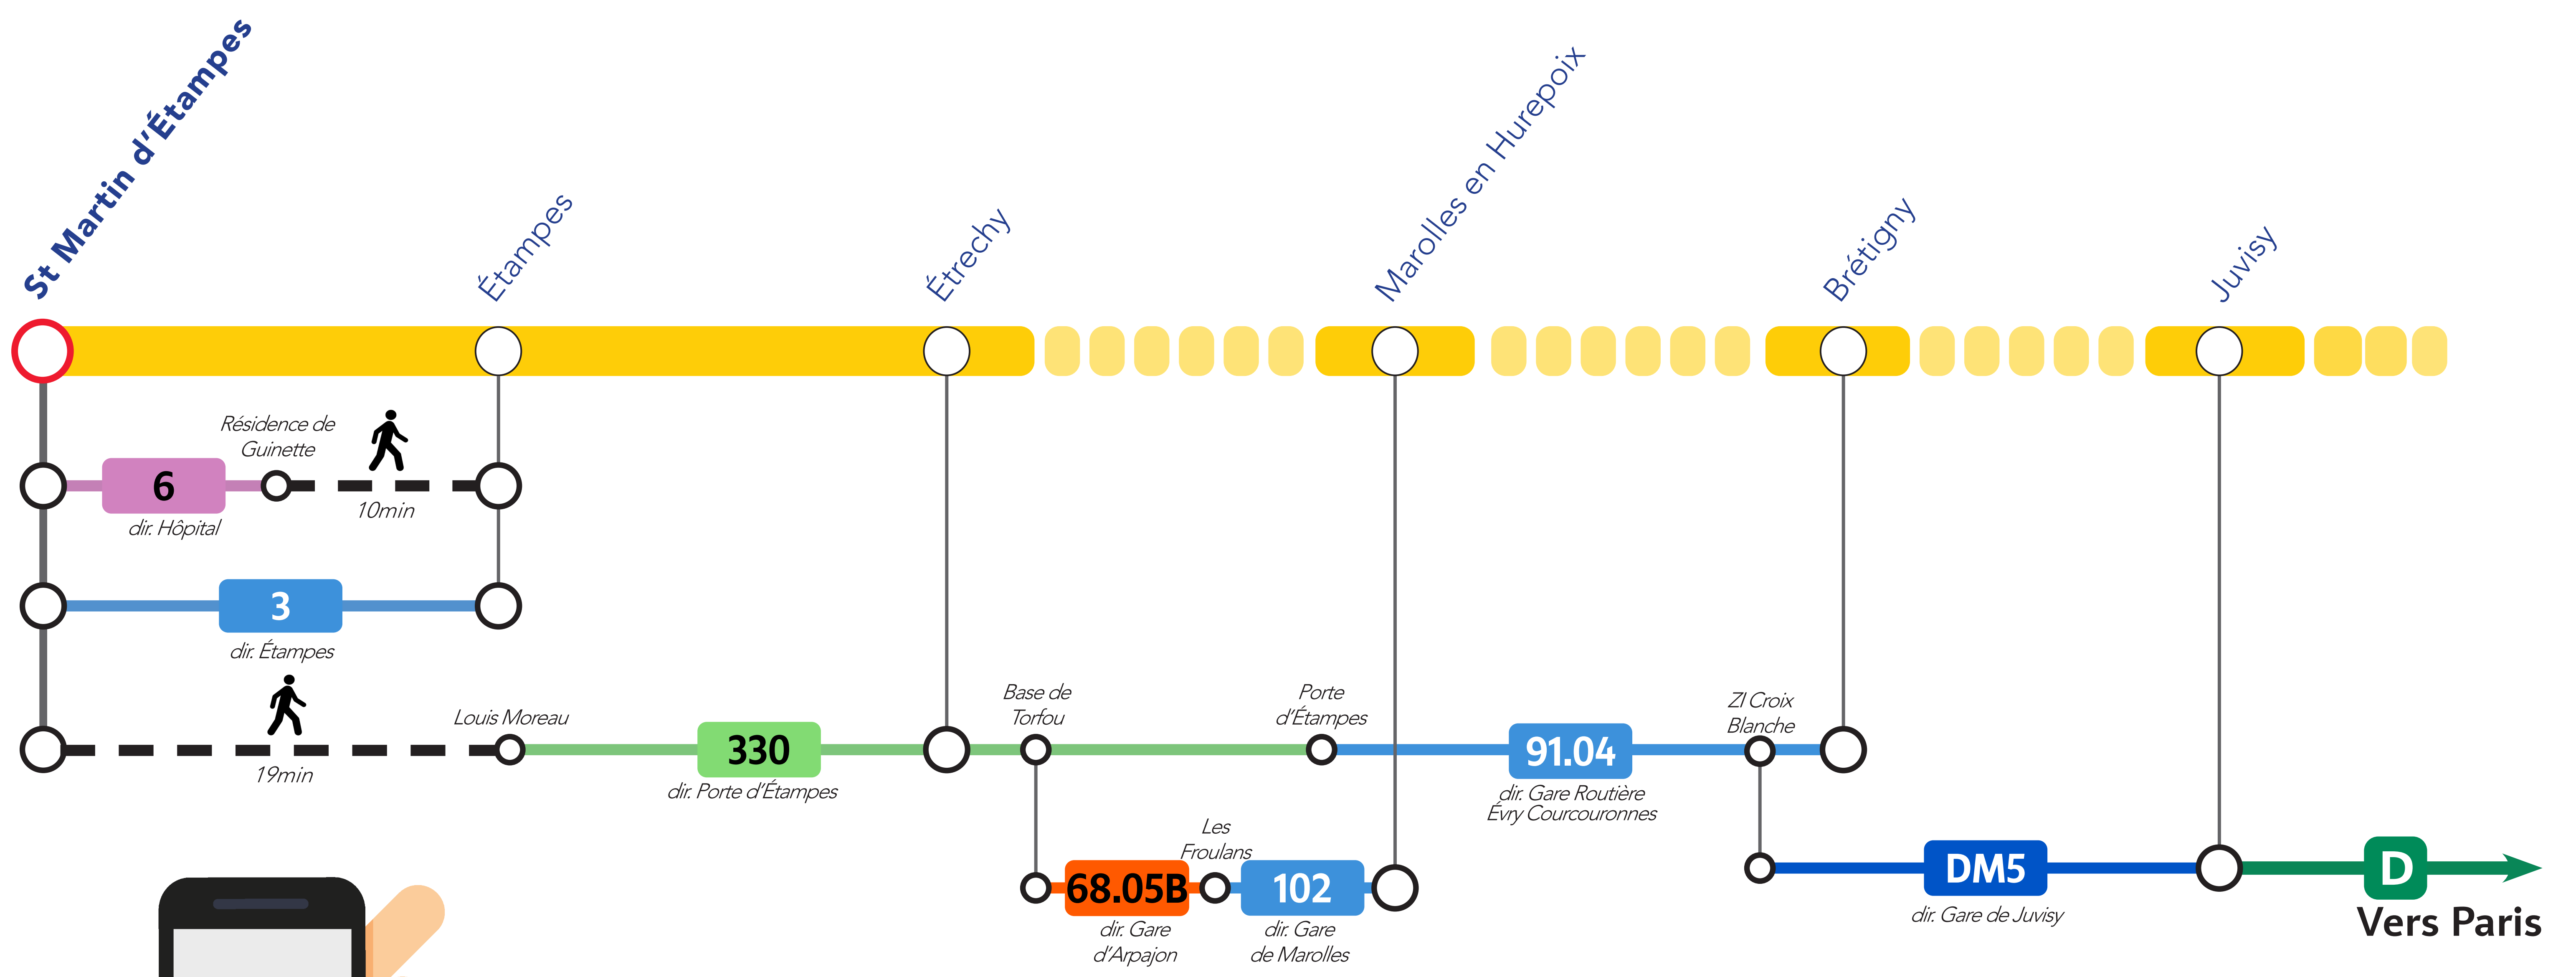 St Martin d'Étampes
Étampes
Étrechy
Marolles en Hurepoix
Brétigny
Juvisy
Résidence de
Guinette
6
10min
dir. Hôpital
3
dir. Étampes
19min
Louis Moreau
330
dir. Porte d'Étampes
Base de
Torfou
Porte
d'Étampes
91.04
dir. Gare Routière
Évry Courcouronnes
ZI Croix
Blanche
Les
Froulans
68.05B
dir. Gare
d'Arpajon
102
dir. Gare
de Marolles
DM5
dir. Gare de Juvisy
D
Vers Paris